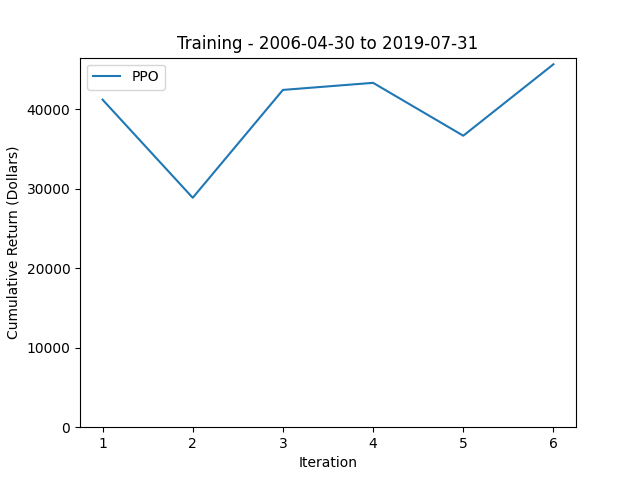 Training - 2006-04-30 to 2019-07-31
PPO
Cumulative Return (Dollars)
40000
30000
20000
10000
0
1 2 3 4 5 6
Iteration